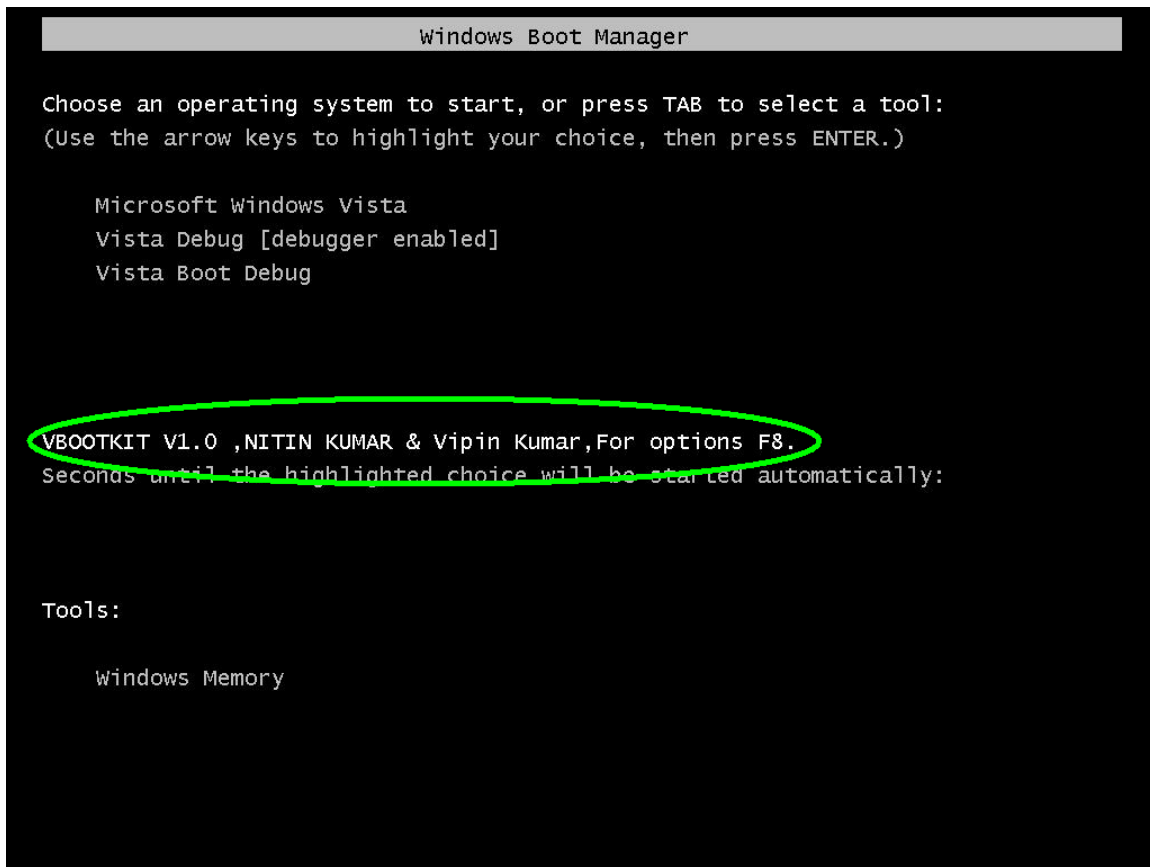 Windows Boot Manager
Choose an operating system to start, or press TAB to select a tool:
(Use the arrow keys to highlight your choice, then press ENTER.)
Microsoft Windows Vista
Vista Debug [debugger enabled]
Vista Boot Debug
VBOOTKIT V1.0 ,NITIN KUMAR & Vipin Kumar,For options F8.
Seconds until the highlighted choice will be started automatically:
Tools:
Windows Memory